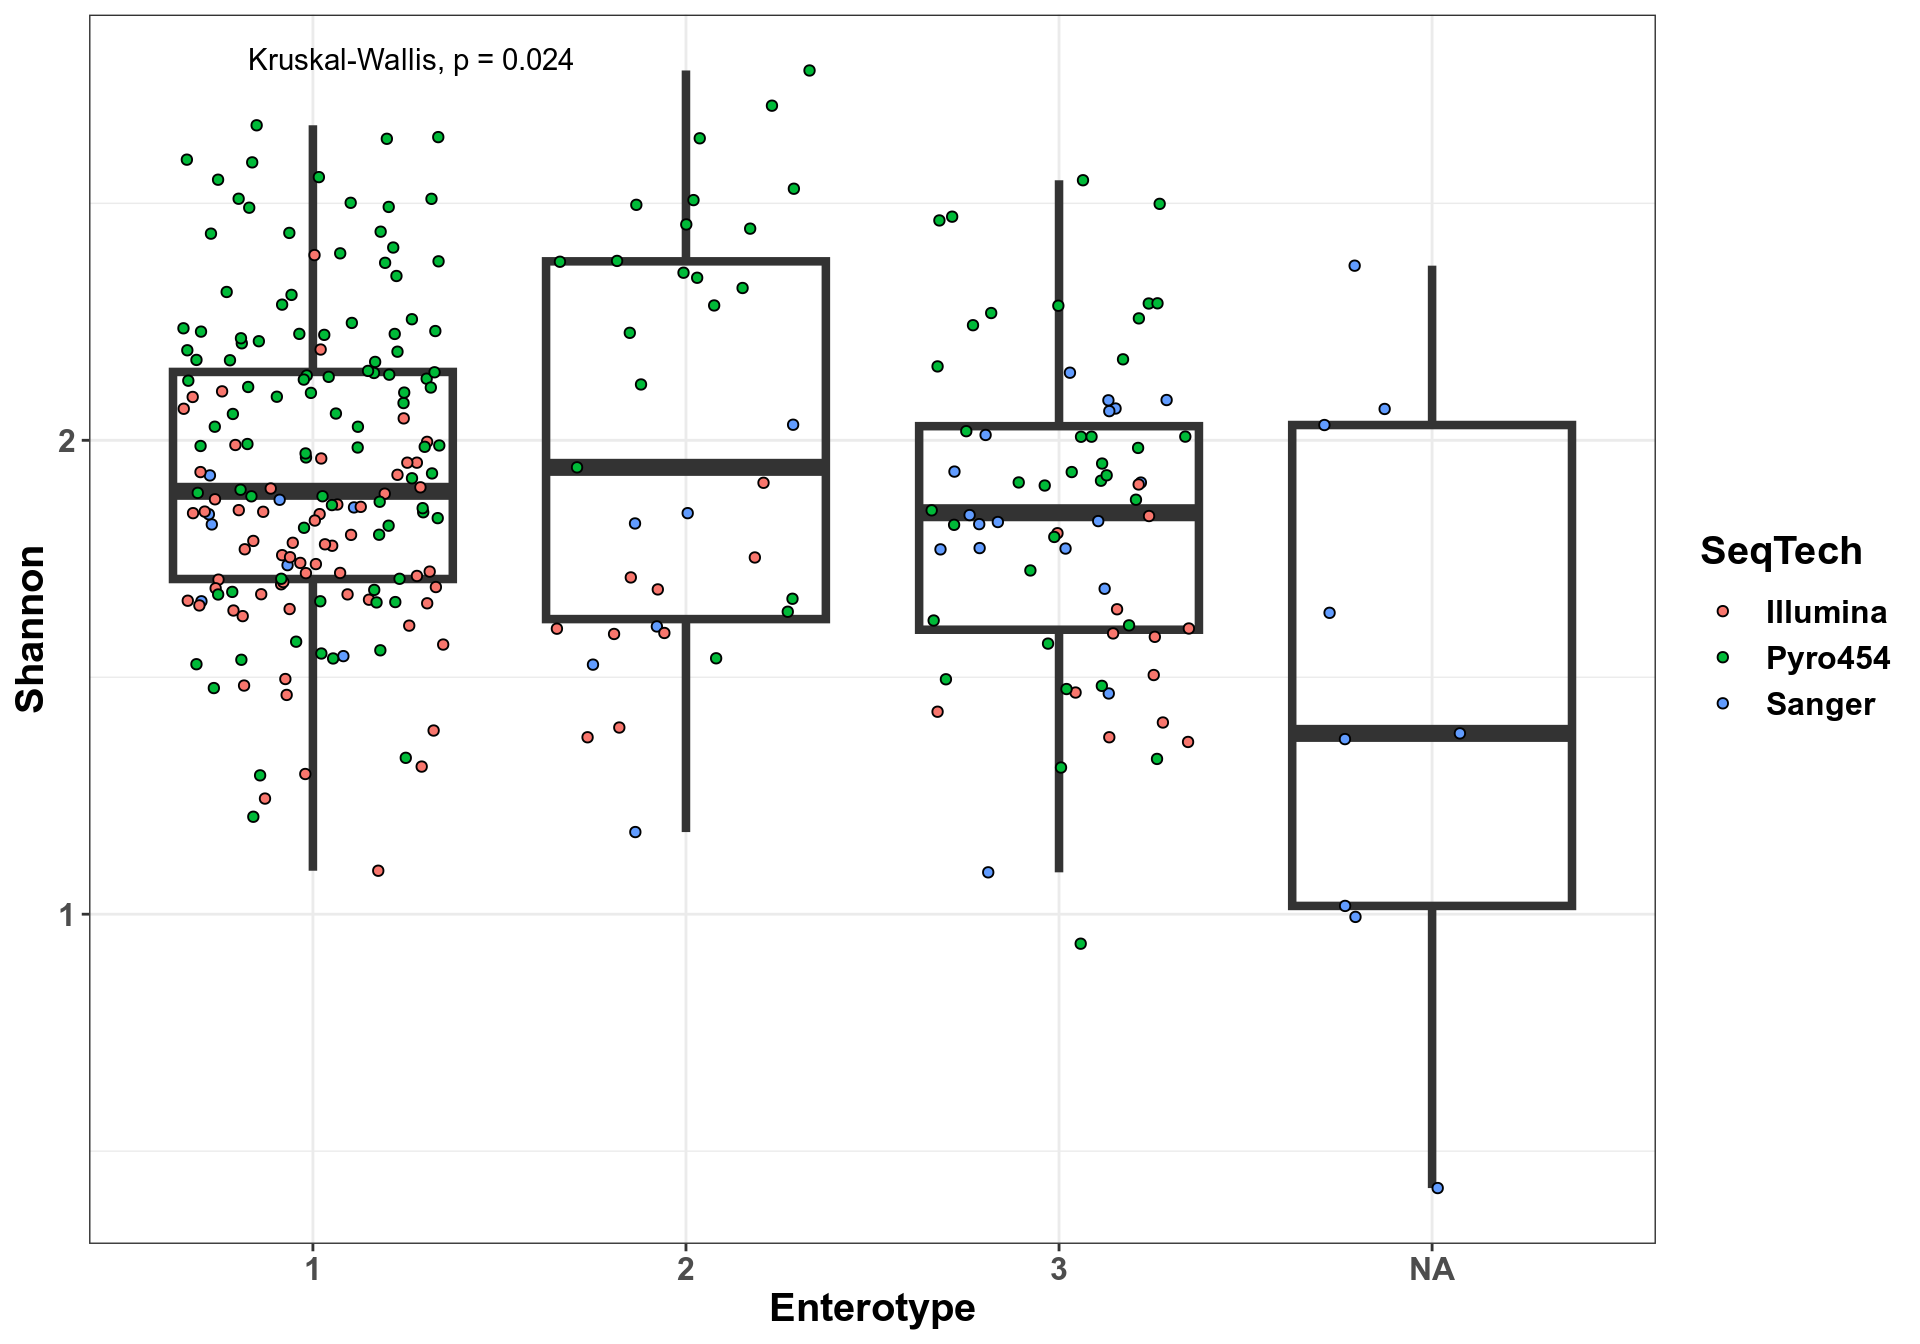 Kruskal-Wallis, p = 0.024
2
1
Shannon
1 2 3 NA
Enterotype
SeqTech
Illumina
Pyro454
Sanger